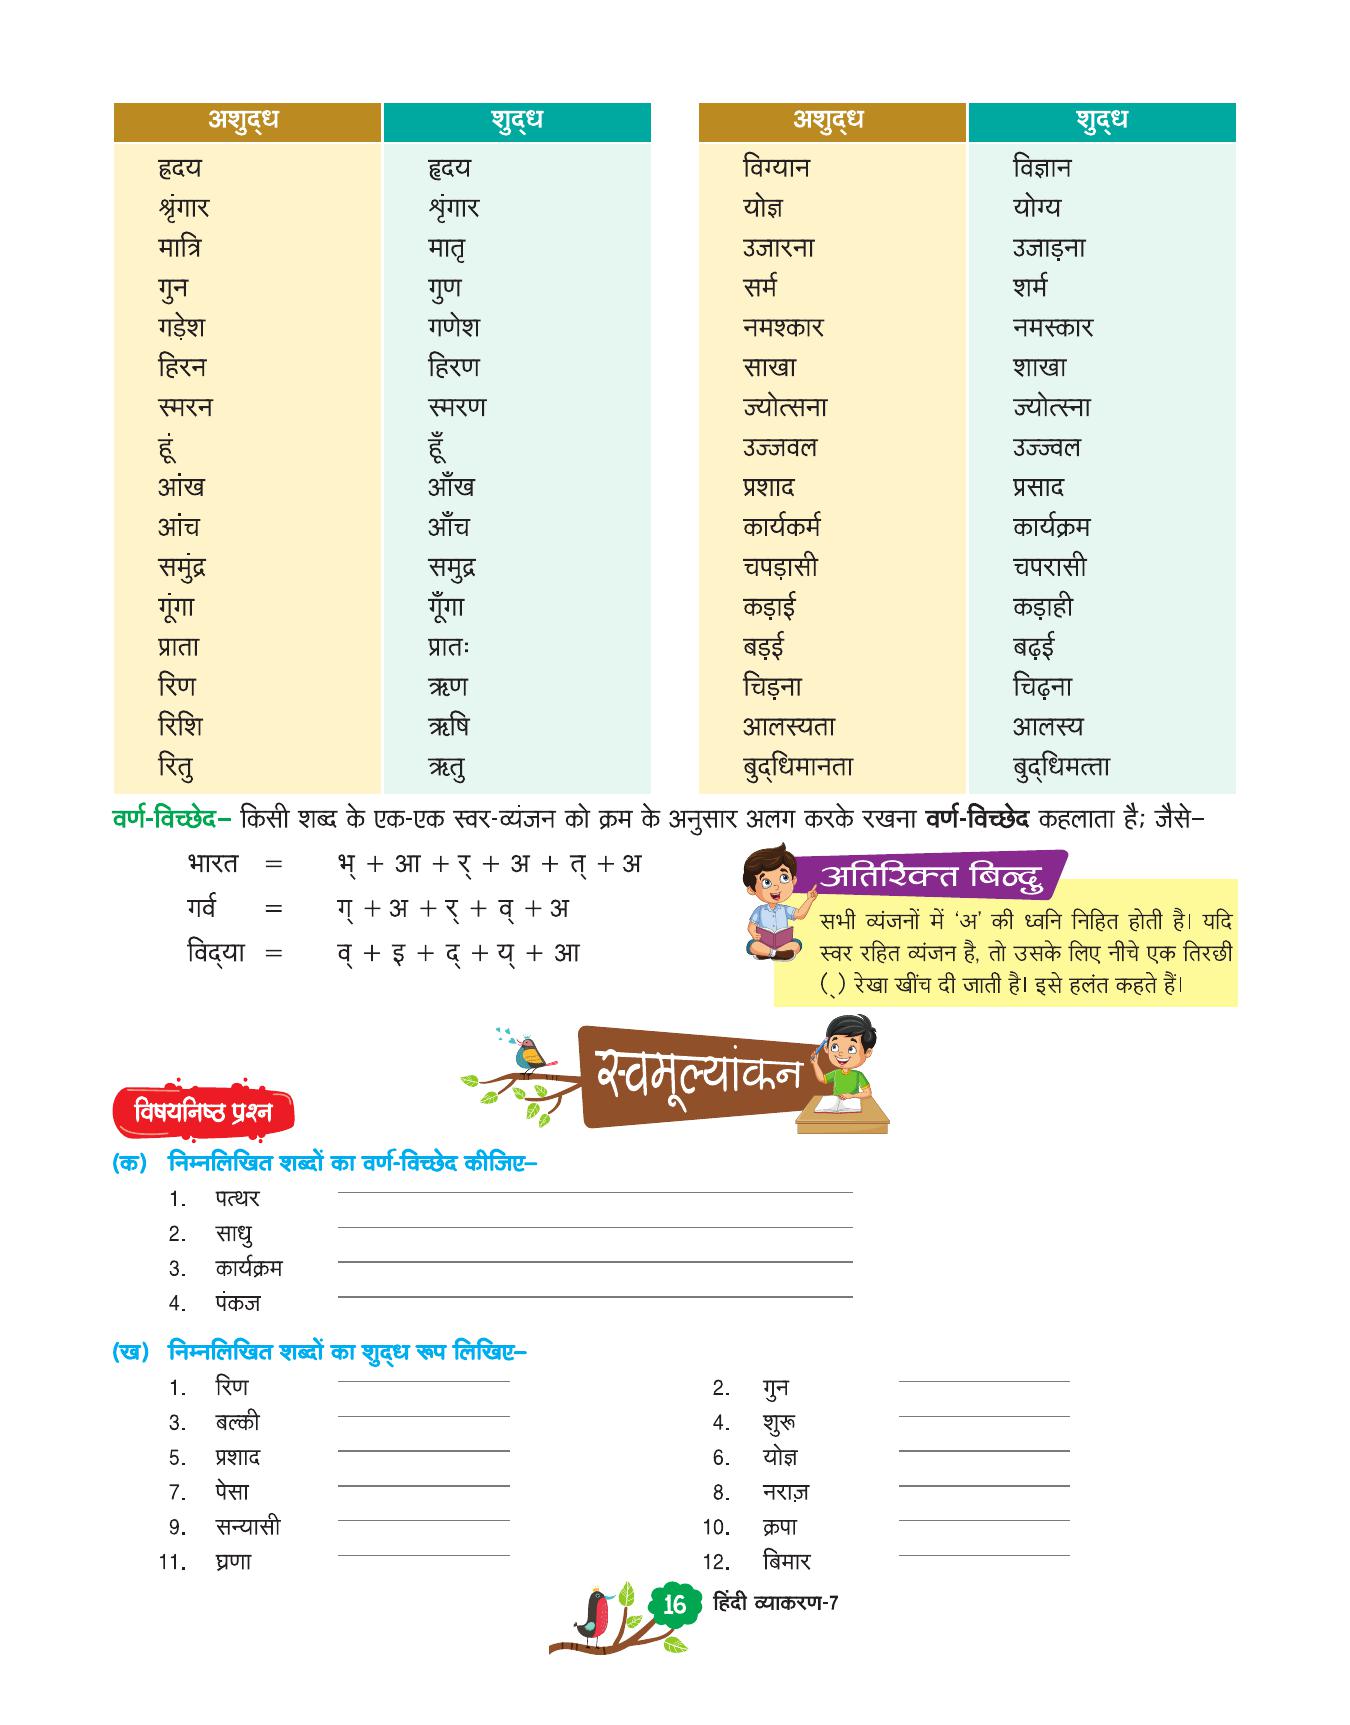 अशुद्ध शुद्ध अशुद्ध शुद्ध
ह्रदय हृदय विग्यान विज्ञान
श्रृंगार शृंगार योज्ञ योग्य
मात्रि मातृ उजारना उजाड़ना
गुन गुण सर्म शर्म
गड़ेश गणेश नमश्कार नमस्कार
हिरन हिरण साखा शाखा
स्मरन स्मरण ज्योत्सना ज्योत्स्ना
हूं हूँ उज्जवल उज्ज्वल
आंख आँख प्रशाद प्रसाद
आंच आँच कार्यकर्म कार्यक्रम
समुंद्र समुद्र चपड़ासी चपरासी
गूंगा गूँगा कड़ाई कड़ाही
प्राता प्रातः बड़ई बढ़ई
रिण ऋण चिड़ना चिढ़ना
रिशि ऋषि आलस्यता आलस्य
रितु ऋतु बुद्धिमानता बुद्धिमत्ता
वर्ण-विच्छेद– किसी शब्द के एक-एक स्वर-व्यंजन को क्रम के अनुसार अलग करके रखना वर्ण-विच्छेद कहलाता है; जैसे–
भारत = भ् + आ + र् + अ + त् + अ
गर्व = ग् + अ + र् + व् + अ
विद्या = व् + इ + द् + य् + आ
अतिरिक्त बिन्दु
सभी व्यंजनों में ‘अ’ की ध्वनि निहित होती है। यदि
स्वर रहित व्यंजन है, तो उसके लिए नीचे एक तिरछी
(्) रेखा खींच दी जाती है। इसे हलंत कहते हैं।
स्वमूल्यांकन
विषयनिष्ठ प्रश्न
(क) निम्नलिखित शब्दों का वर्ण-विच्छेद कीजिए–
1. पत्थर
2. साधु
3. कार्यक्रम
4. पंकज
(ख) निम्नलिखित शब्दों का शुद्ध रूप लिखिए–
1. रिण 2. गुन
3. बल्की 4. शुरू
5. प्रशाद 6. योज्ञ
7. पेसा 8. नराज़
9. सन्यासी 10. क्रपा
11. घ्रणा 12. बिमार
16 हिंदी व्याकरण-7